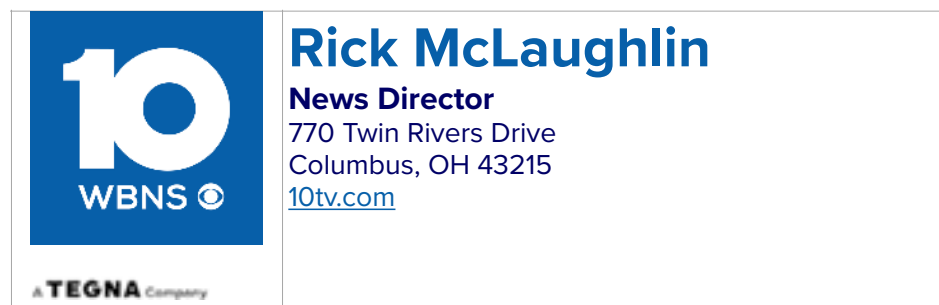 10
WBNS
A TEGNA Company
Rick McLaughlin
News Director
770 Twin Rivers Drive
Columbus, OH 43215
10tv.com